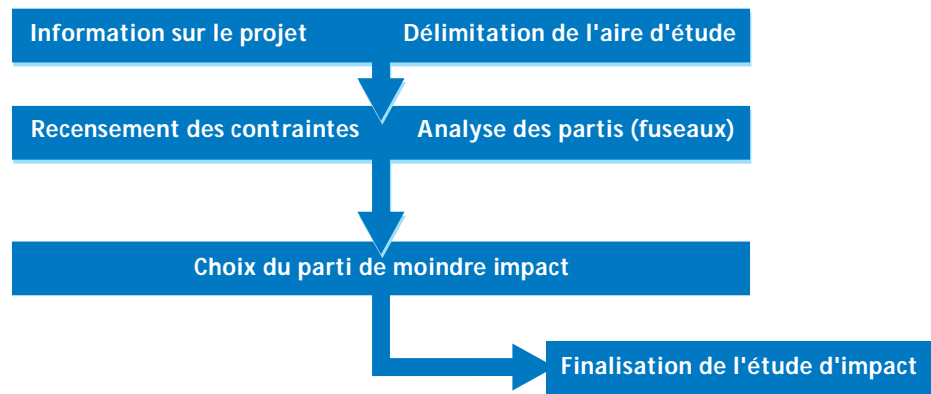 Information sur le projet Délimitation de l'aire d'étude
Recensement des contraintes Analyse des partis (fuseaux)
Choix du parti de moindre impact
Finalisation de l'étude d'impact